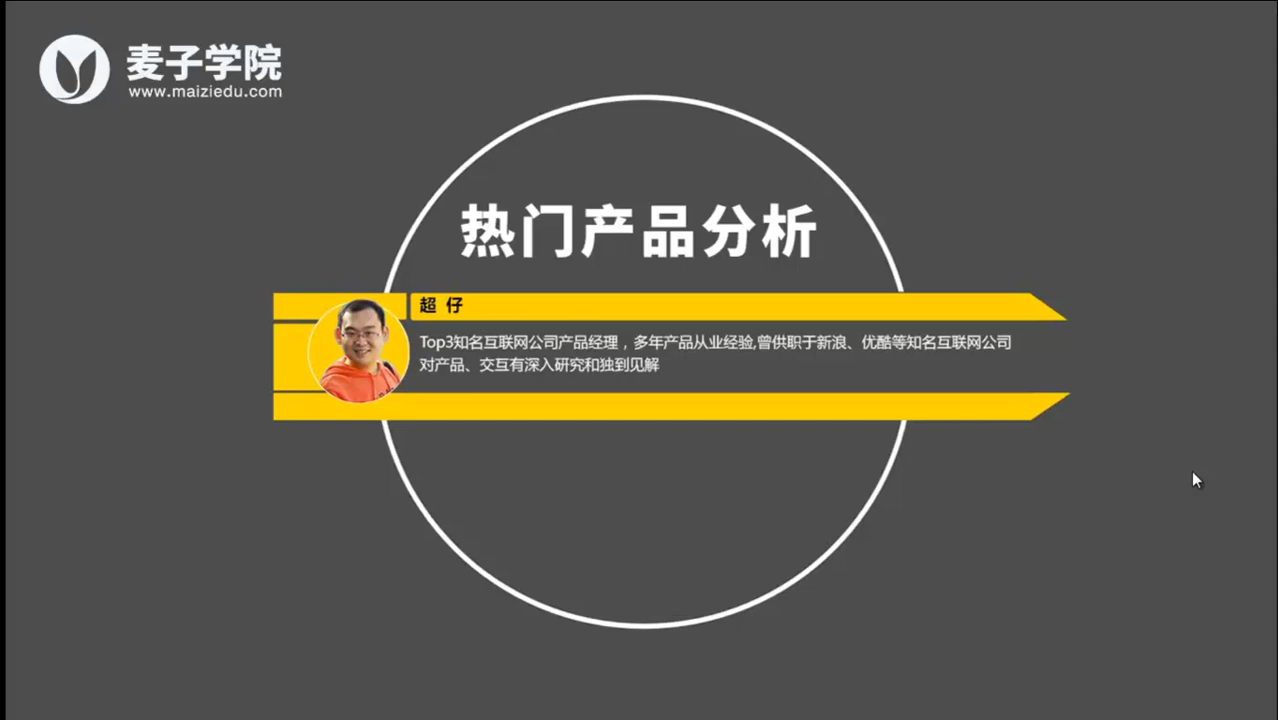 麦子学院
www.maiziedu.com
热门产品分析
超 仔
Top3知名互联网公司产品经理，多年产品从业经验,曾供职于新浪、优酷等知名互联网公司
对产品、交互有深入研究和独到见解